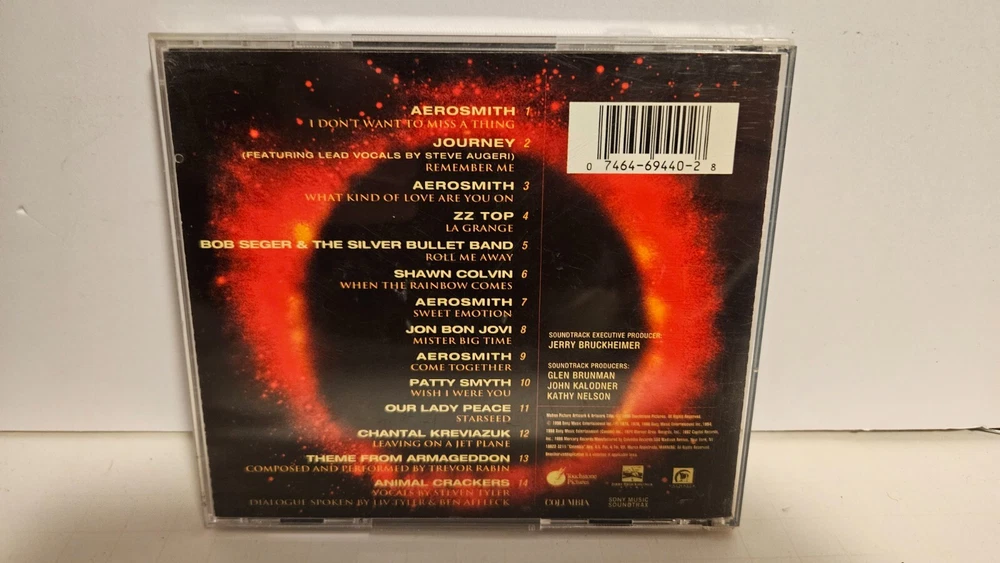 AEROSMITH 1
I DON'T WANT TO MISS A THING
JOURNEY 2
(FEATURING LEAD VOCALS BY STEVE AUGERI)
REMEMBER ME
AEROSMITH 3
WHAT KIND OF LOVE ARE YOU ON
ZZ TOP 4
LA GRANGE
BOB SEGER & THE SILVER BULLET BAND 5
ROLL ME AWAY
SHAWN COLVIN 6
WHEN THE RAINBOW COMES
AEROSMITH 7
SWEET EMOTION
JON BON JOVI 8
MISTER BIG TIME
AEROSMITH 9
COME TOGETHER
PATTY SMYTH 10
WISH I WERE YOU
OUR LADY PEACE 11
STARSEED
CHANTAL KREVIAZUK 12
LEAVING ON A JET PLANE
THEME FROM ARMAGEDDON 13
COMPOSED AND PERFORMED BY TREVOR RABIN
ANIMAL CRACKERS 14
VOCALS BY STEVEN TYLER
DIALOGUE SPOKEN BY LIV TYLER & BEN AFFLECK
0 7464-69440-2 8
SOUNDTRACK EXECUTIVE PRODUCER:
JERRY BRUCKHEIMER
SOUNDTRACK PRODUCERS:
GLEN BRUNMAN
JOHN KALODNER
KATHY NELSON
Touchstone
Pictures
COLUMBIA
SONY MUSIC
SOUNDTRAX